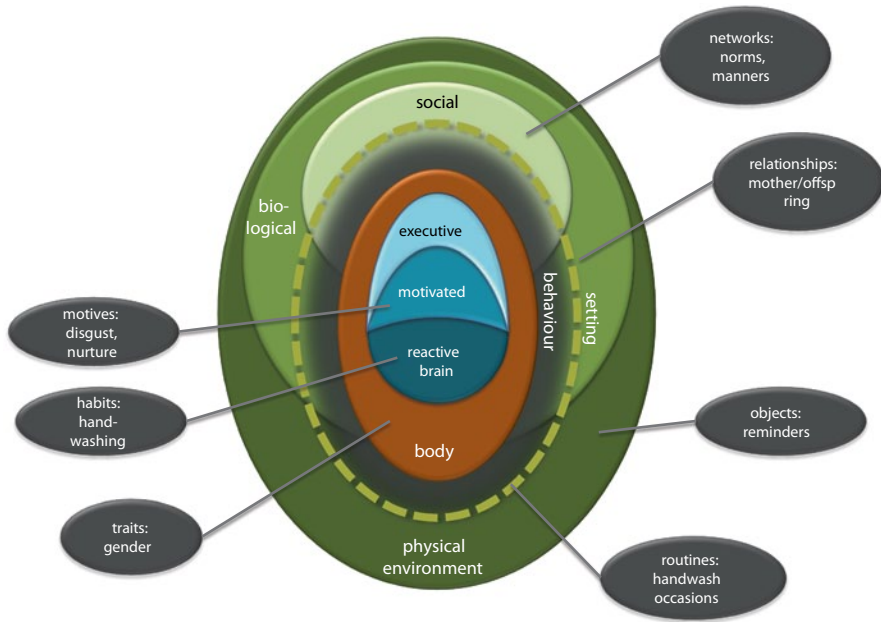 networks:
norms,
manners
social
relationships:
mother/offsp
ring
bio-
logical
executive
behaviour
setting
motivated
motives:
disgust,
nurture
reactive
brain
habits:
hand-
washing
objects:
reminders
body
traits:
gender
physical
environment
routines:
handwash
occasions